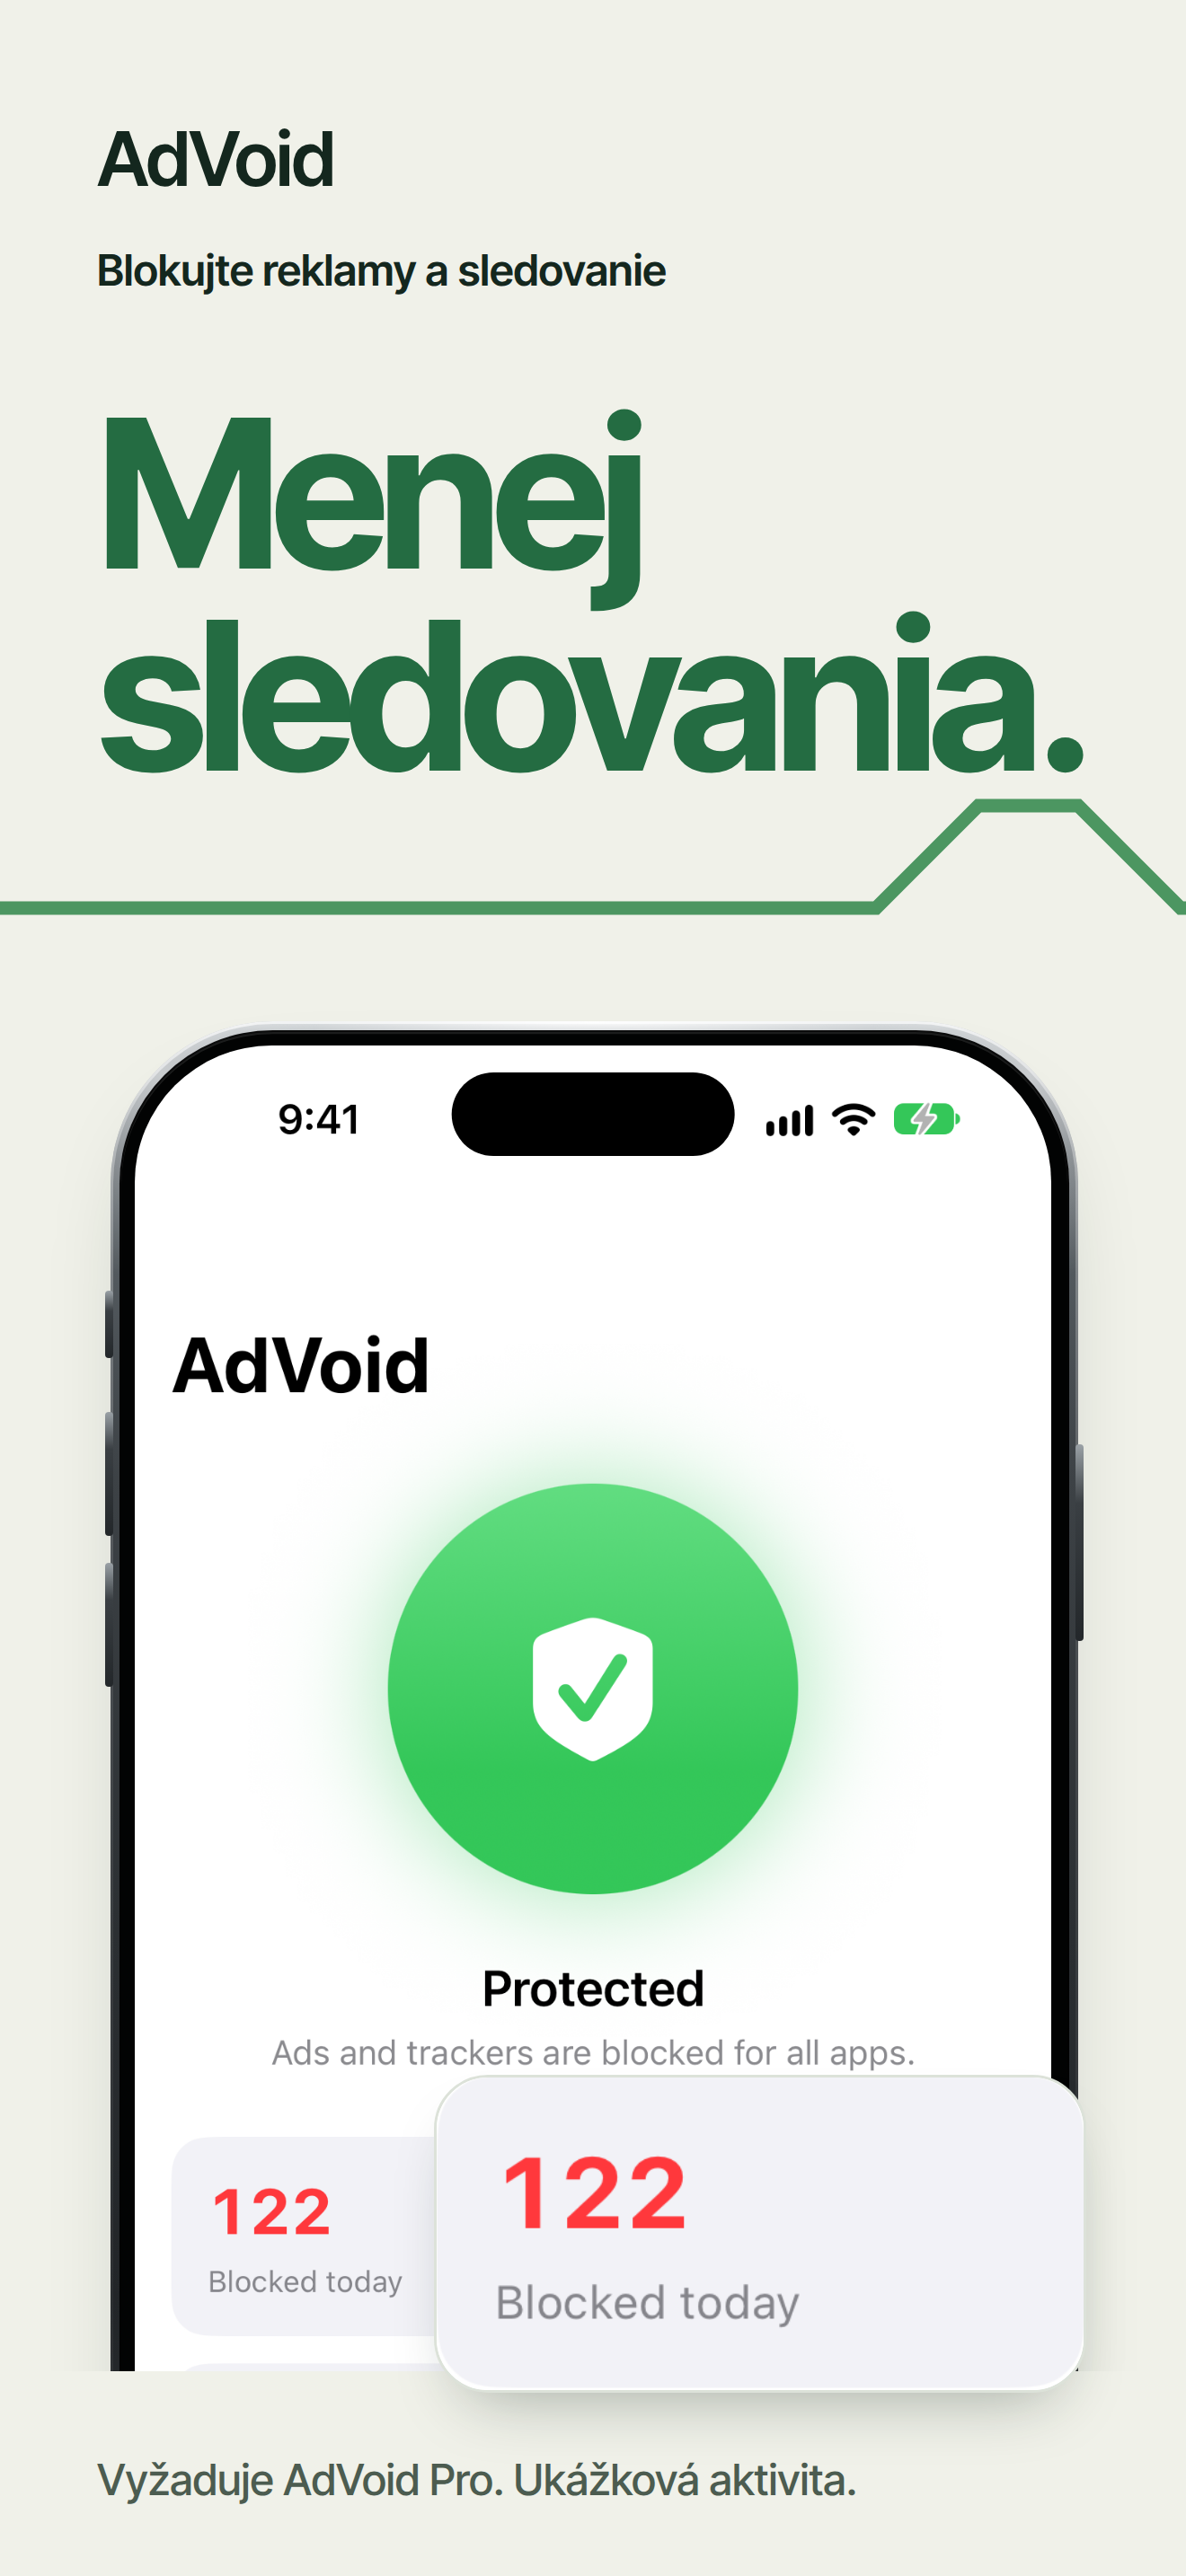 AdVoid
Blokujte reklamy a sledovanie
Menej
sledovania.
9:41
AdVoid
Protected
Ads and trackers are blocked for all apps.
122
Blocked today
122
Blocked today
Vyžaduje AdVoid Pro. Ukážková aktivita.